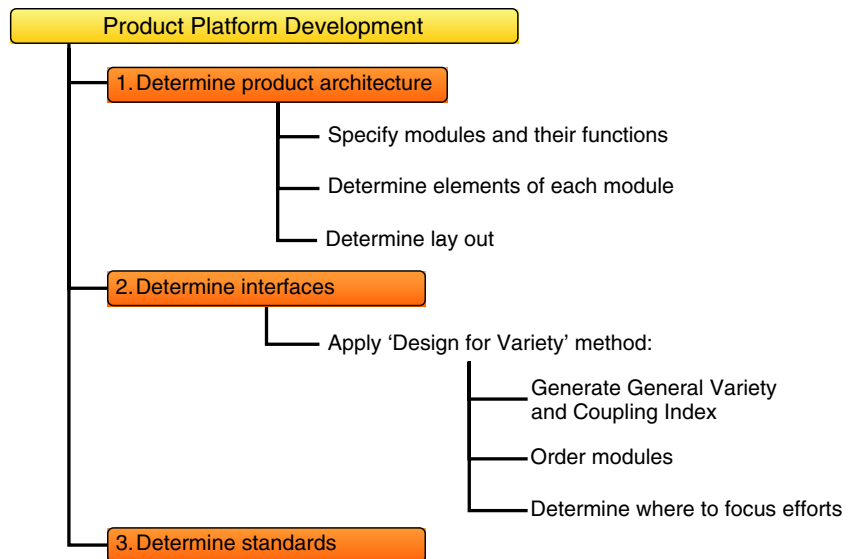 Product Platform Development
1. Determine product architecture
Specify modules and their functions
Determine elements of each module
Determine lay out
2. Determine interfaces
Apply ‘Design for Variety’ method:
Generate General Variety
and Coupling Index
Order modules
Determine where to focus efforts
3. Determine standards